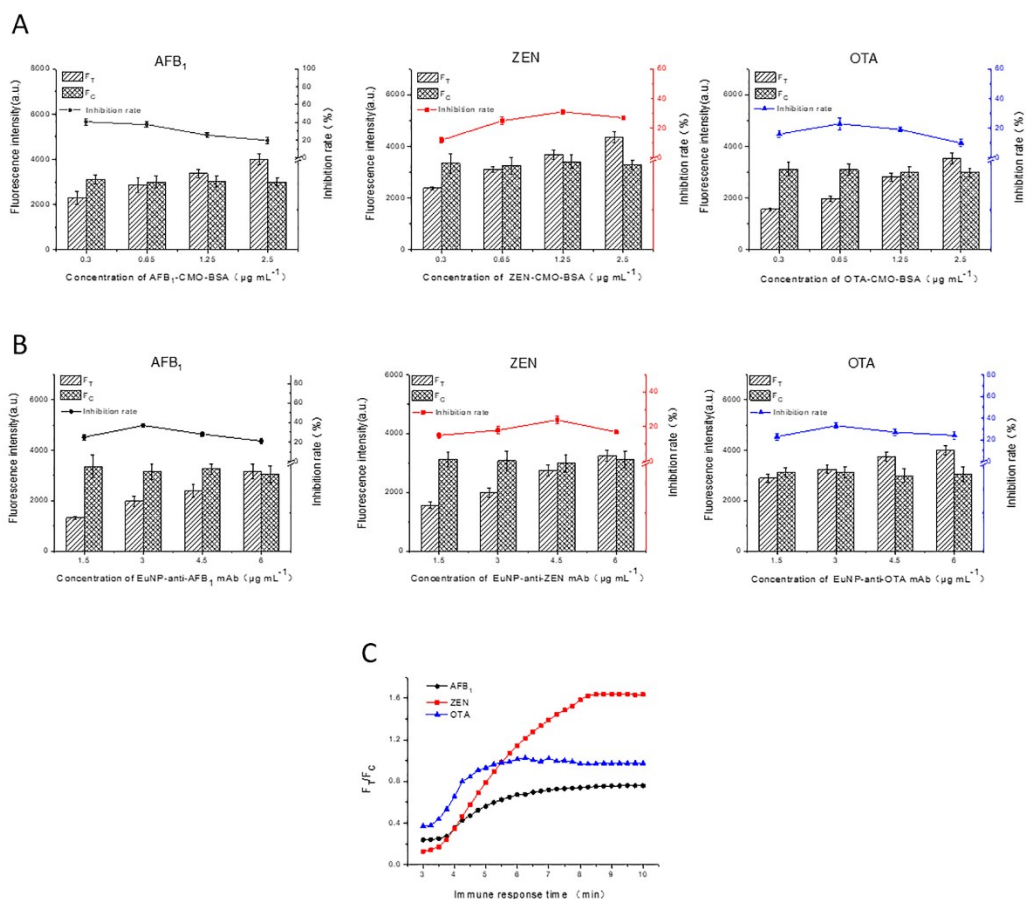 A
AFB1
ZEN
OTA
FT
FC
Inhibition rate
Fluorescence intensity(a.u.)
Inhibition rate (%)
8000
6000
4000
2000
0
100
80
60
40
20
0
0.3 0.65 1.25 2.5
Concentration of AFB1-CMO-BSA (μg mL-1)
FT
FC
Inhibition rate
Fluorescence intensity(a.u.)
Inhibition rate (%)
6000
4000
2000
0
60
40
20
0
0.3 0.65 1.25 2.5
Concentration of ZEN-CMO-BSA (μg mL-1)
FT
FC
Inhibition rate
Fluorescence intensity(a.u.)
Inhibition rate (%)
6000
4000
2000
0
60
40
20
0
0.3 0.65 1.25 2.5
Concentration of OTA-CMO-BSA (μg mL-1)
B
AFB1
ZEN
OTA
FT
FC
Inhibition rate
Fluorescence intensity(a.u.)
Inhibition rate (%)
6000
4000
2000
0
80
60
40
20
0
1.5 3 4.5 6
Concentration of EuNP-anti-AFB1 mAb (μg mL-1)
FT
FC
Inhibition rate
Fluorescence intensity(a.u.)
Inhibition rate (%)
6000
4000
2000
0
40
20
0
1.5 3 4.5 6
Concentration of EuNP-anti-ZEN mAb (μg mL-1)
FT
FC
Inhibition rate
Fluorescence intensity(a.u.)
Inhibition rate (%)
6000
4000
2000
0
80
60
40
20
0
1.5 3 4.5 6
Concentration of EuNP-anti-OTA mAb (μg mL-1)
C
AFB1
ZEN
OTA
FT/FC
1.6
1.2
0.8
0.4
0.0
3 4 5 6 7 8 9 10
Immune response time (min)